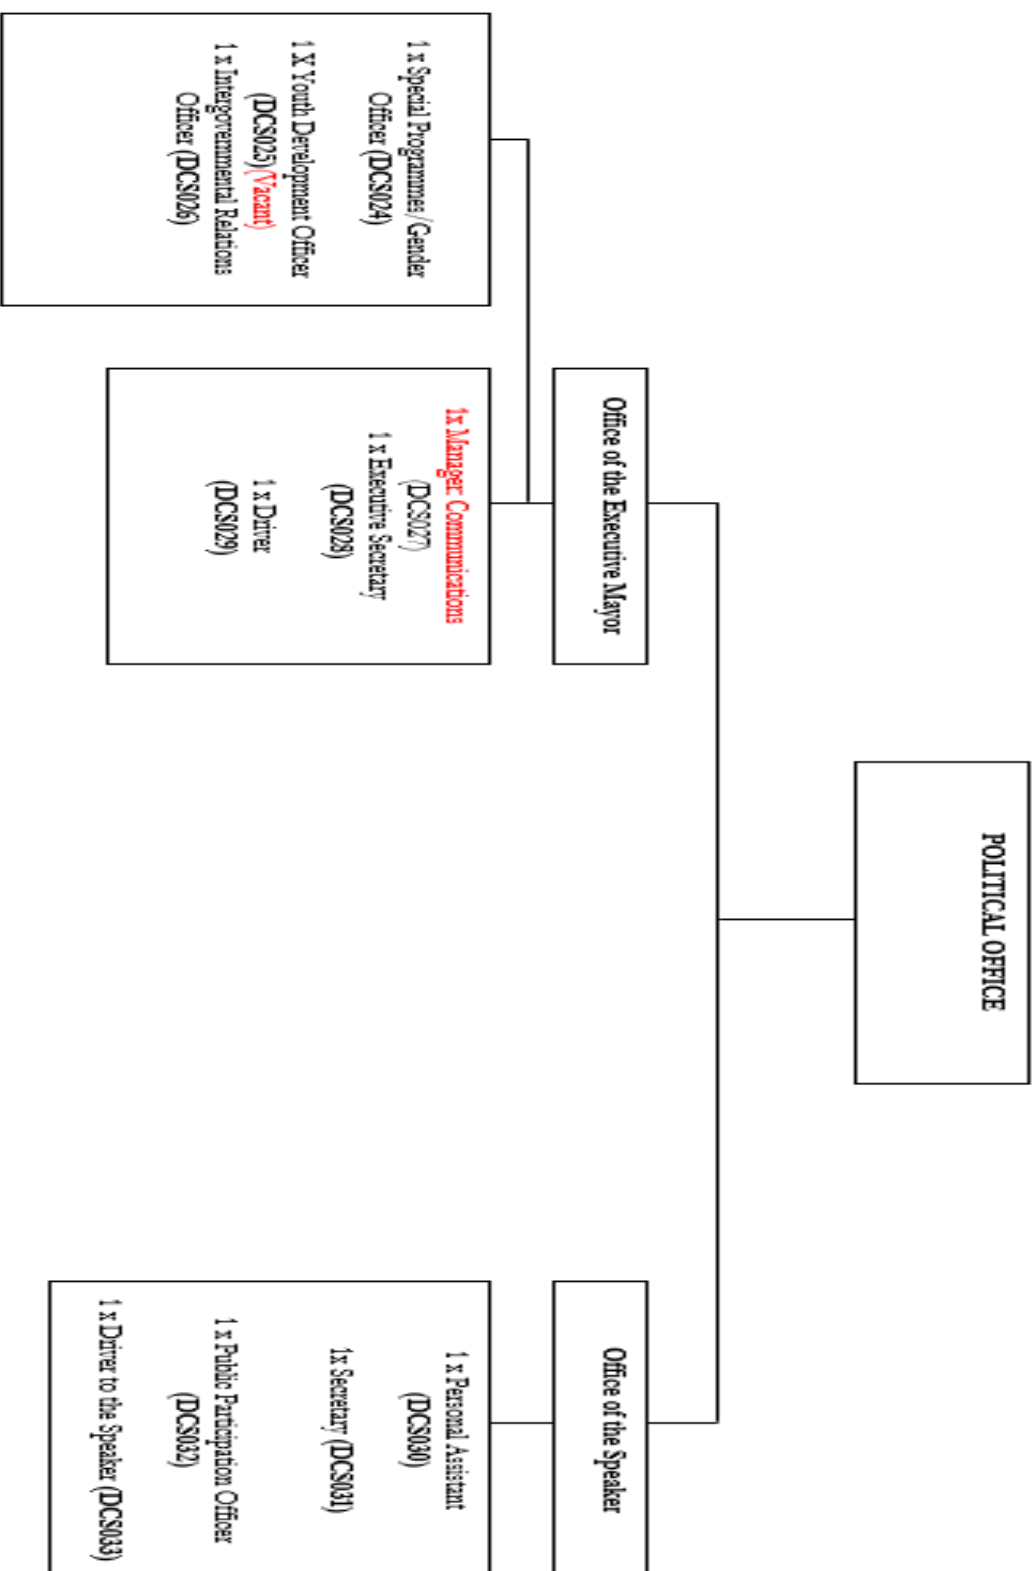 POLITICAL OFFICE
Office of the Executive Mayor
Office of the Speaker
1 x Special Programmes/Gender
Officer (DCS024)
1 X Youth Development Officer
(DCS025)(Vacant)
1 x Intergovernmental Relations
Officer (DCS026)
1x Manager: Communications
(DCS027)
1 x Executive Secretary
(DCS028)
1 x Driver
(DCS029)
1 x Personal Assistant
(DCS030)
1x Secretary (DCS031)
1 x Public Participation Officer
(DCS032)
1 x Driver to the Speaker (DCS033)